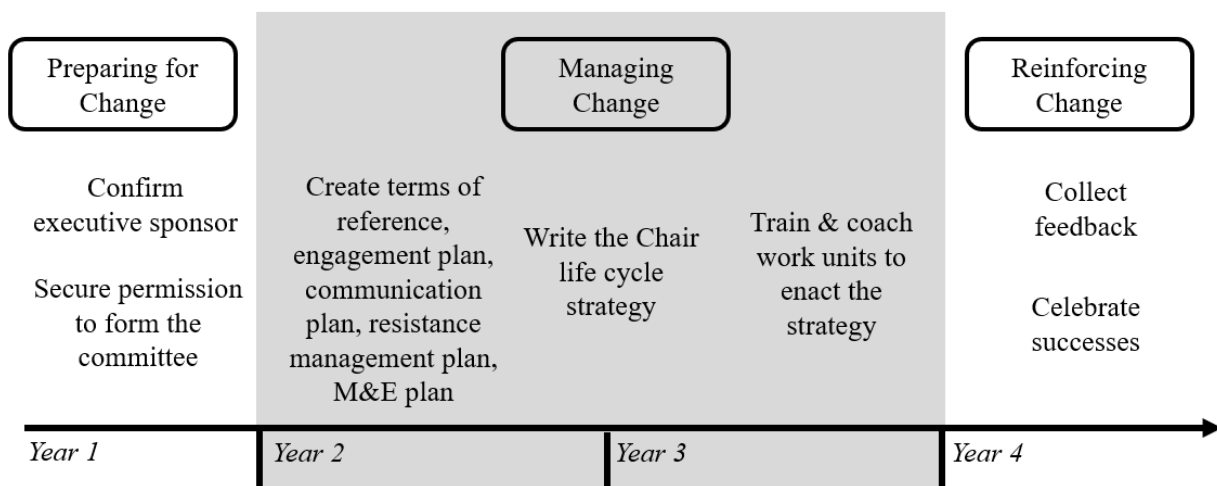 Preparing for
Change
Managing
Change
Reinforcing
Change
Confirm
executive sponsor
Secure permission
to form the
committee
Create terms of
reference,
engagement plan,
communication
plan, resistance
management plan,
M&E plan
Write the Chair
life cycle
strategy
Train & coach
work units to
enact the
strategy
Collect
feedback
Celebrate
successes
Year 1
Year 2
Year 3
Year 4